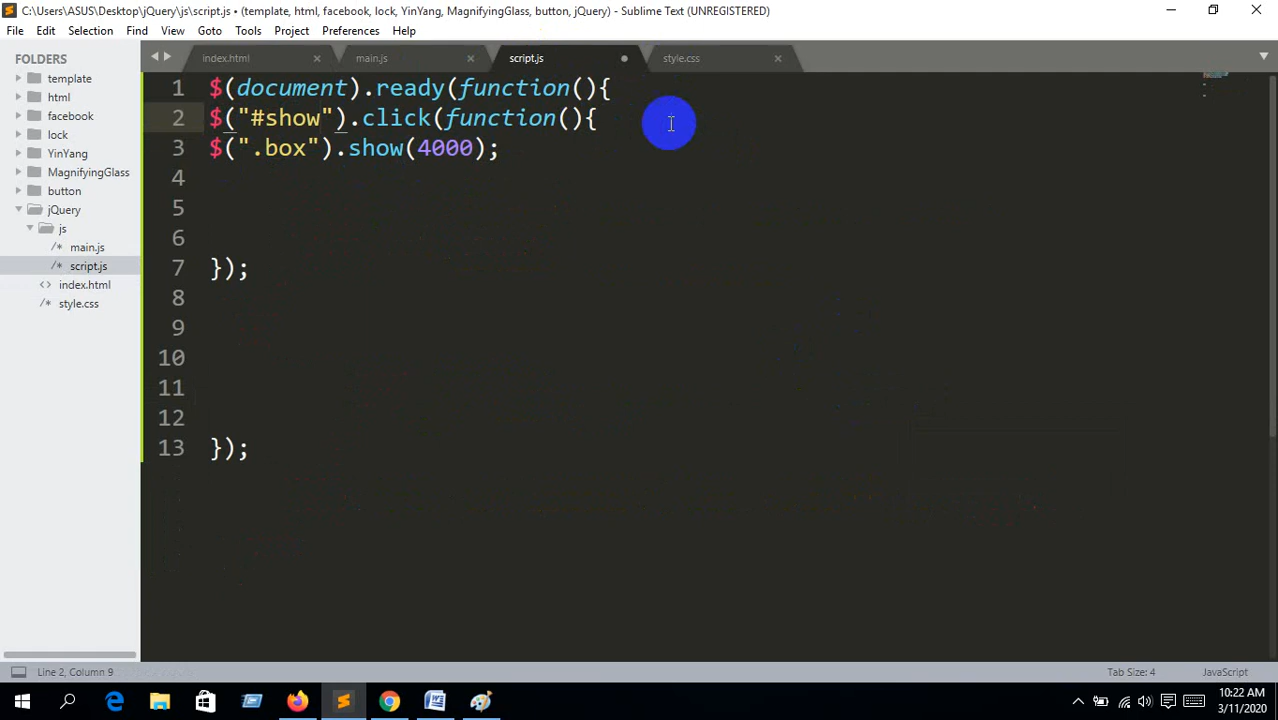 C:\Users\ASUS\Desktop\jQuery\js\script.js • (template, html, facebook, lock, YinYang, MagnifyingGlass, button, jQuery) - Sublime Text (UNREGISTERED)
File Edit Selection Find View Goto Tools Project Preferences Help
FOLDERS
template
html
facebook
lock
YinYang
MagnifyingGlass
button
jQuery
js
/* main.js
/* script.js
<> index.html
/* style.css
index.html × main.js × script.js • style.css ×
1 $(document).ready(function(){
2 $("#show").click(function(){
3 $(".box").show(4000);
4
5
6
7 });
8
9
10
11
12
13 });
Line 2, Column 9 Tab Size: 4 JavaScript
10:22 AM
3/11/2020